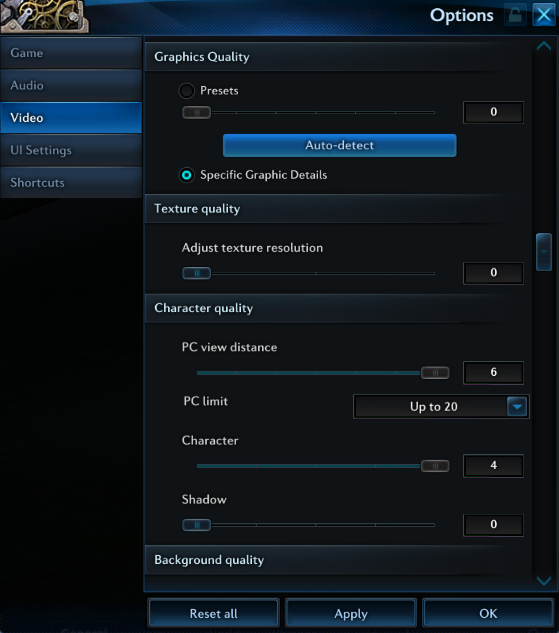 Options
Game
Audio
Video
UI Settings
Shortcuts
Graphics Quality
Presets
0
Auto-detect
Specific Graphic Details
Texture quality
Adjust texture resolution
0
Character quality
PC view distance
6
PC limit
Up to 20
Character
4
Shadow
0
Background quality
Reset all
Apply
OK